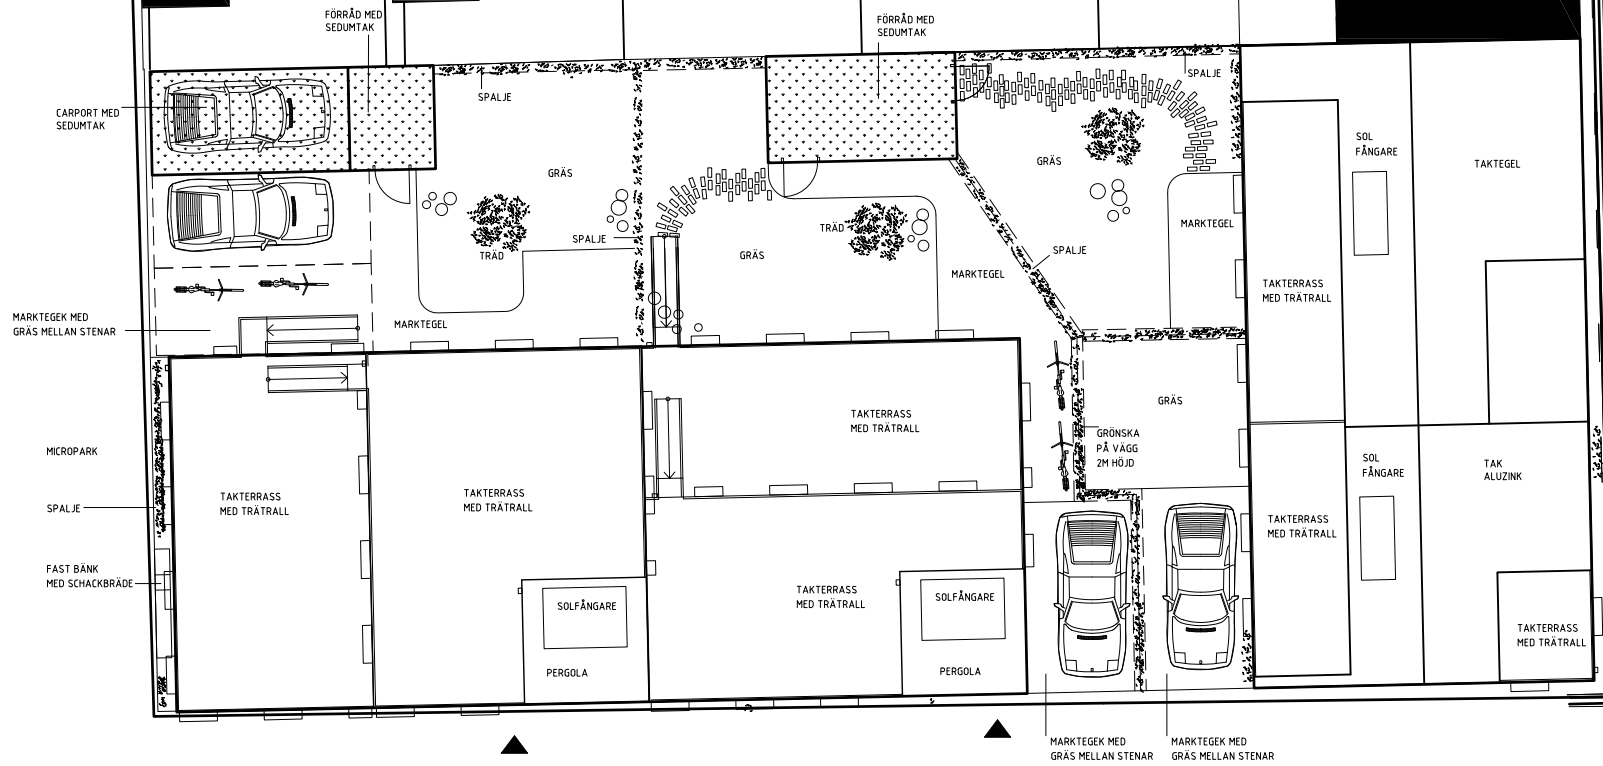 FÖRRÅD MED
SEDUMTAK
FÖRRÅD MED
SEDUMTAK
CARPORT MED
SEDUMTAK
SPALJE
SPALJE
SOL
FÅNGARE
TAKTEGEL
GRÄS
GRÄS
TRÄD
SPALJE
GRÄS
TRÄD
MARKTEGEL
SPALJE
MARKTEGEL
TAKTERRASS
MED TRÄTRALL
MARKTEGEK MED
GRÄS MELLAN STENAR
MARKTEGEL
GRÄS
TAKTERRASS
MED TRÄTRALL
GRÖNSKA
PÅ VÄGG
2M HÖJD
MICROPARK
SOL
FÅNGARE
TAK
ALUZINK
TAKTERRASS
MED TRÄTRALL
TAKTERRASS
MED TRÄTRALL
SPALJE
TAKTERRASS
MED TRÄTRALL
FAST BÄNK
MED SCHACKBRÄDE
TAKTERRASS
MED TRÄTRALL
SOLFÅNGARE
SOLFÅNGARE
TAKTERRASS
MED TRÄTRALL
PERGOLA
PERGOLA
MARKTEGEK MED
GRÄS MELLAN STENAR
MARKTEGEK MED
GRÄS MELLAN STENAR